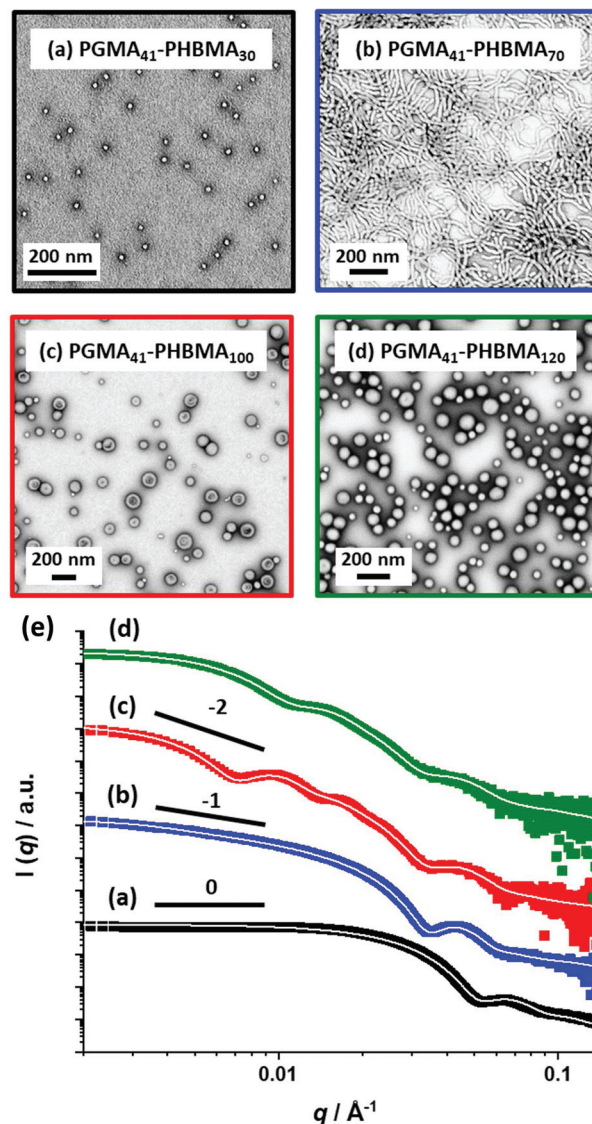 (a) PGMA₄₁-PHBMA₃₀
200 nm
(b) PGMA₄₁-PHBMA₇₀
200 nm
(c) PGMA₄₁-PHBMA₁₀₀
200 nm
(d) PGMA₄₁-PHBMA₁₂₀
200 nm
(e)
(d)
(c)
-2
(b)
-1
(a)
0
I (q) / a.u.
0.01
0.1
q / Å⁻¹